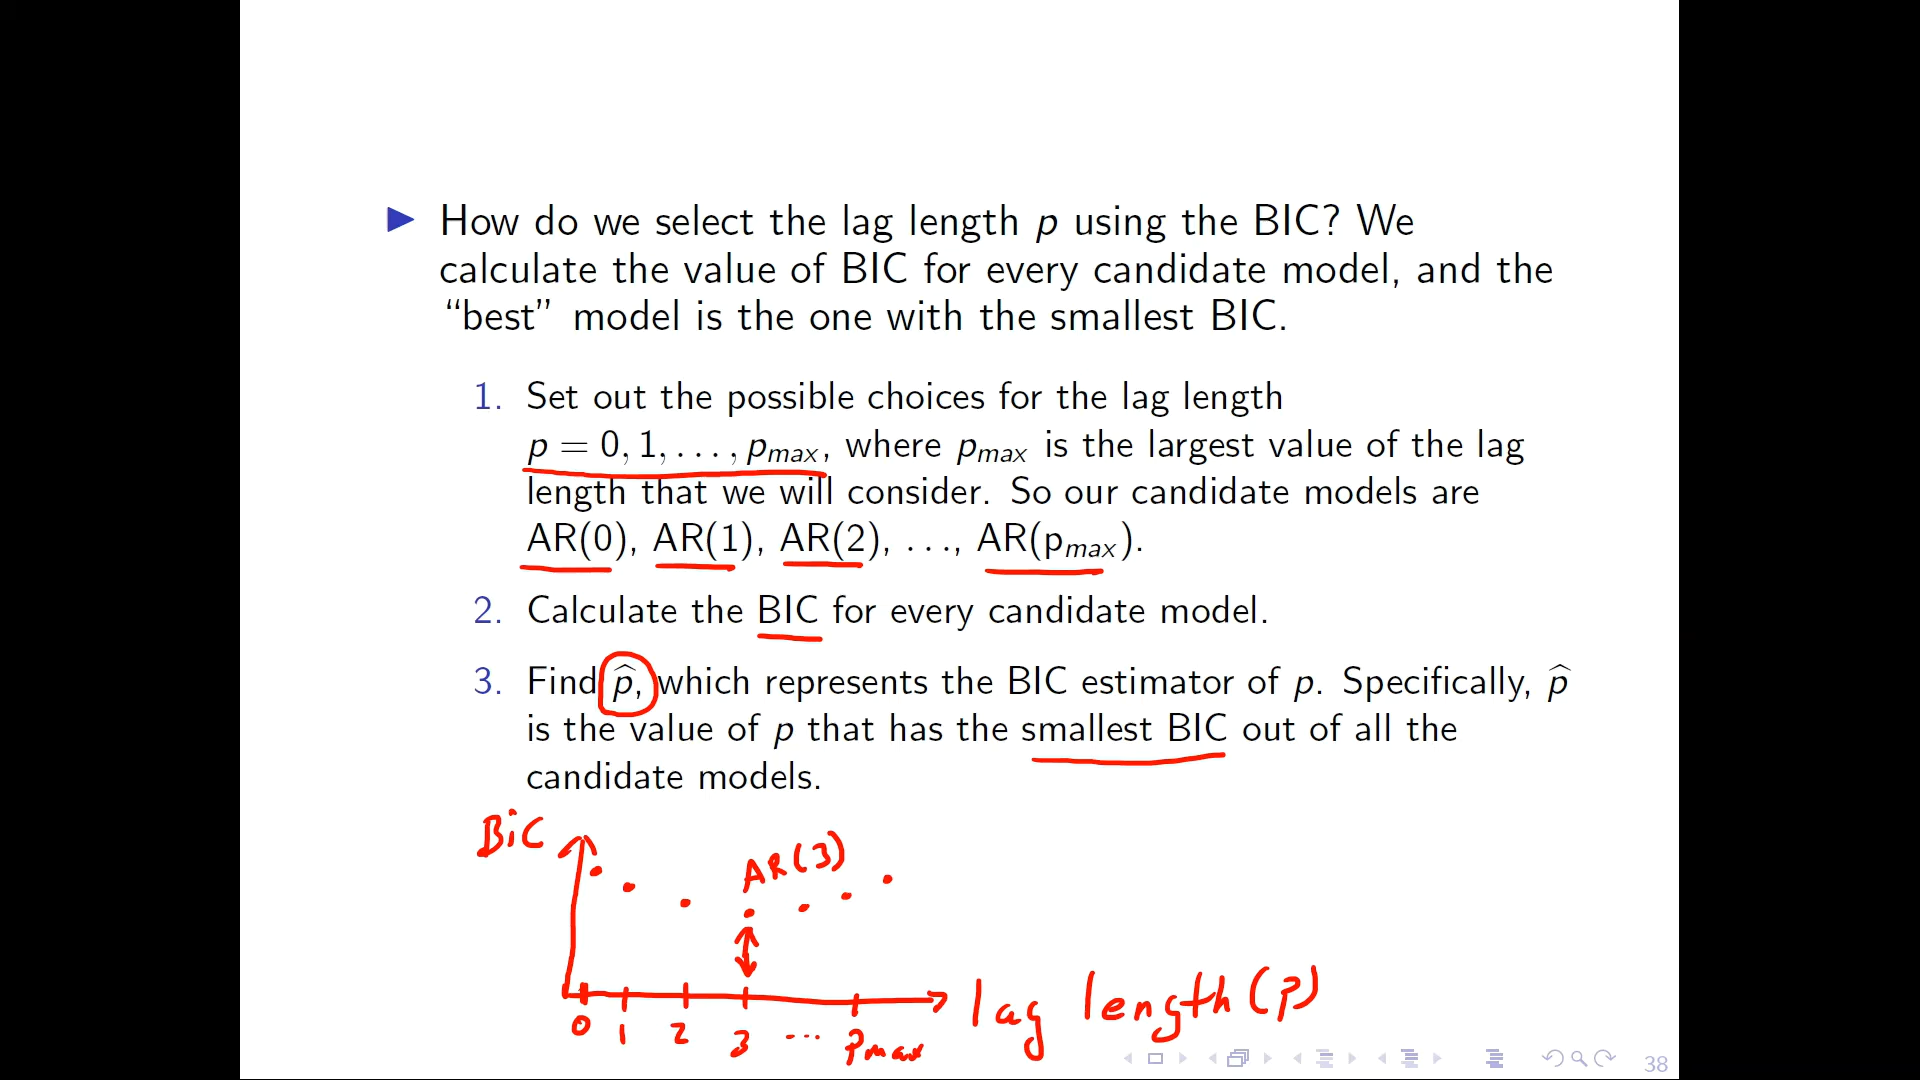 How do we select the lag length p using the BIC? We
calculate the value of BIC for every candidate model, and the
“best” model is the one with the smallest BIC.
1. Set out the possible choices for the lag length
p = 0, 1, . . . , pmax, where pmax is the largest value of the lag
length that we will consider. So our candidate models are
AR(0), AR(1), AR(2), . . ., AR(pmax).
2. Calculate the BIC for every candidate model.
3. Find p̂, which represents the BIC estimator of p. Specifically, p̂
is the value of p that has the smallest BIC out of all the
candidate models.
BiC
AR(3)
lag length (p)
0 1 2 3 ... pmax
38